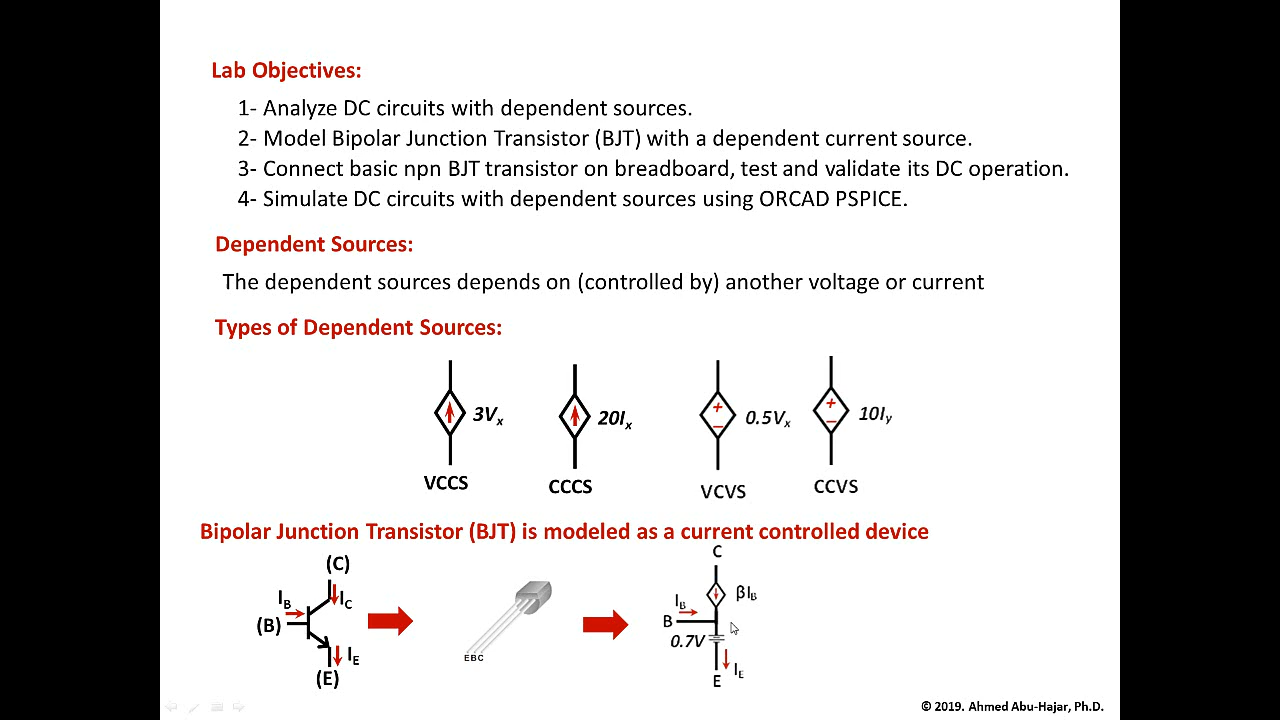 Lab Objectives:
1- Analyze DC circuits with dependent sources.
2- Model Bipolar Junction Transistor (BJT) with a dependent current source.
3- Connect basic npn BJT transistor on breadboard, test and validate its DC operation.
4- Simulate DC circuits with dependent sources using ORCAD PSPICE.
Dependent Sources:
The dependent sources depends on (controlled by) another voltage or current
Types of Dependent Sources:
3Vx
20Ix
+
−
0.5Vx
+
−
10Iy
VCCS
CCCS
VCVS
CCVS
Bipolar Junction Transistor (BJT) is modeled as a current controlled device
(C)
IB
IC
(B)
IE
(E)
EBC
C
βIB
IB
B
0.7V
IE
E
© 2019. Ahmed Abu-Hajar, Ph.D.